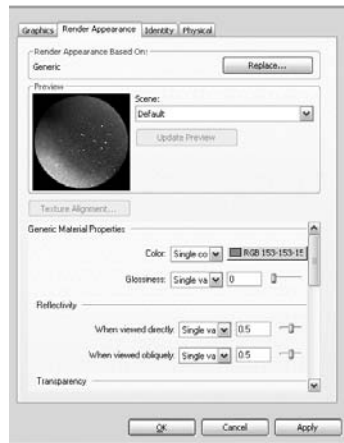 Graphics Render Appearance Identity Physical
Render Appearance Based On:
Generic Replace...
Preview
Scene:
Default
Update Preview
Texture Alignment...
Generic Material Properties
Color: Single co RGB 153-153-15
Glossiness: Single va 0
Reflectivity
When viewed directly: Single va 0.5
When viewed obliquely: Single va 0.5
Transparency
OK Cancel Apply